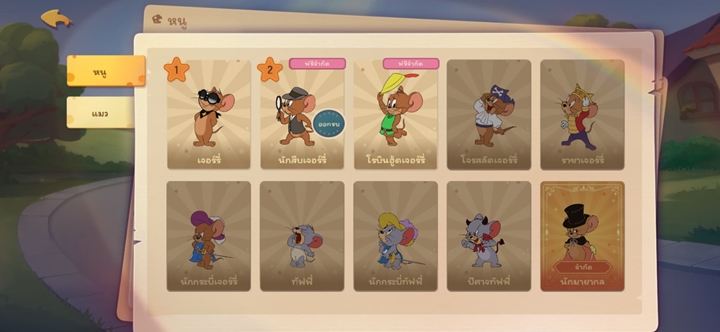 หนู
หนู
แมว
1
2
ฟรีจำกัด
ฟรีจำกัด
ออกรบ
เจอร์รี่
นักสืบเจอร์รี่
โรบินฮู้ดเจอร์รี่
โจรสลัดเจอร์รี่
ราชาเจอร์รี่
จำกัด
นักกระบี่เจอร์รี่
ทัฟฟี่
นักกระบี่ทัฟฟี่
ปีศาจทัฟฟี่
นักมายากล